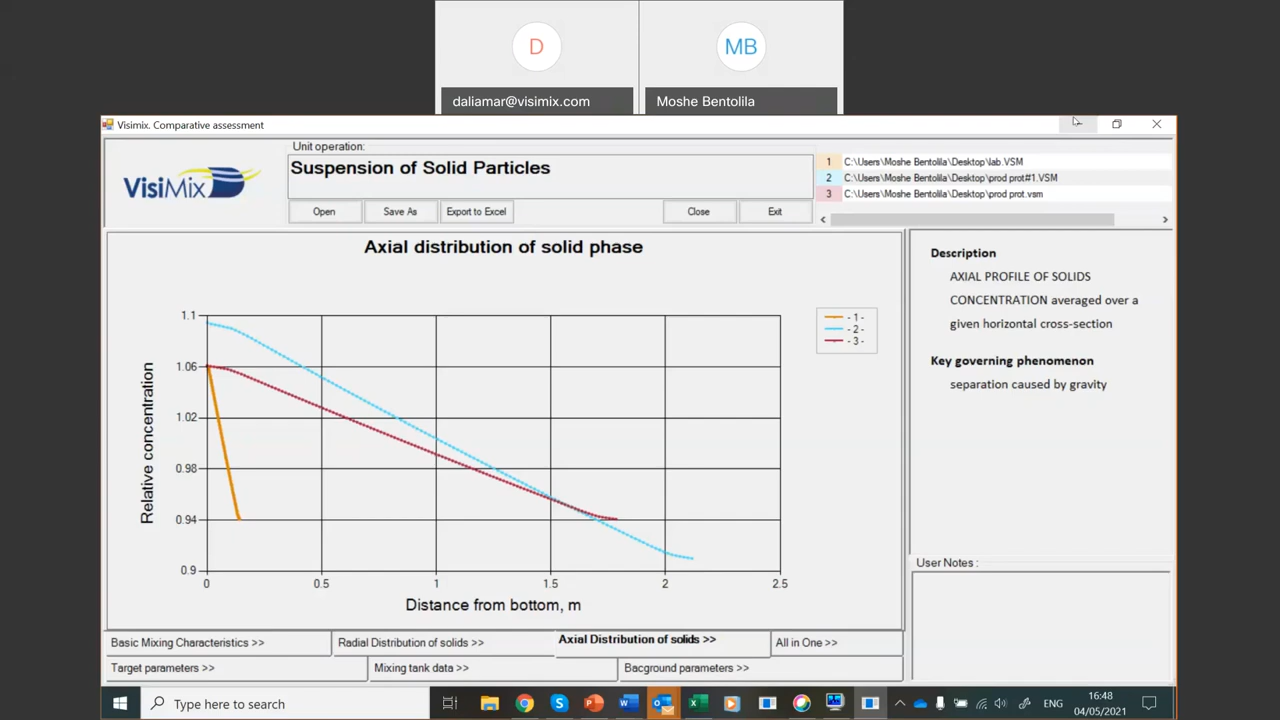 D
MB
daliamar@visimix.com
Moshe Bentolila
Visimix. Comparative assessment
VisiMix
Unit operation:
Suspension of Solid Particles
Open
Save As
Export to Excel
Close
Exit
1 C:\Users\Moshe Bentolila\Desktop\lab.VSM
2 C:\Users\Moshe Bentolila\Desktop\prod prot#1.VSM
3 C:\Users\Moshe Bentolila\Desktop\prod prot.vsm
Axial distribution of solid phase
1.1
1.06
1.02
0.98
0.94
0.9
Relative concentration
0 0.5 1 1.5 2 2.5
Distance from bottom, m
- 1 -
- 2 -
- 3 -
Description
AXIAL PROFILE OF SOLIDS
CONCENTRATION averaged over a
given horizontal cross-section
Key governing phenomenon
separation caused by gravity
User Notes :
Basic Mixing Characteristics >>
Radial Distribution of solids >>
Axial Distribution of solids >>
All in One >>
Target parameters >>
Mixing tank data >>
Bacground parameters >>
Type here to search
ENG
16:48
04/05/2021